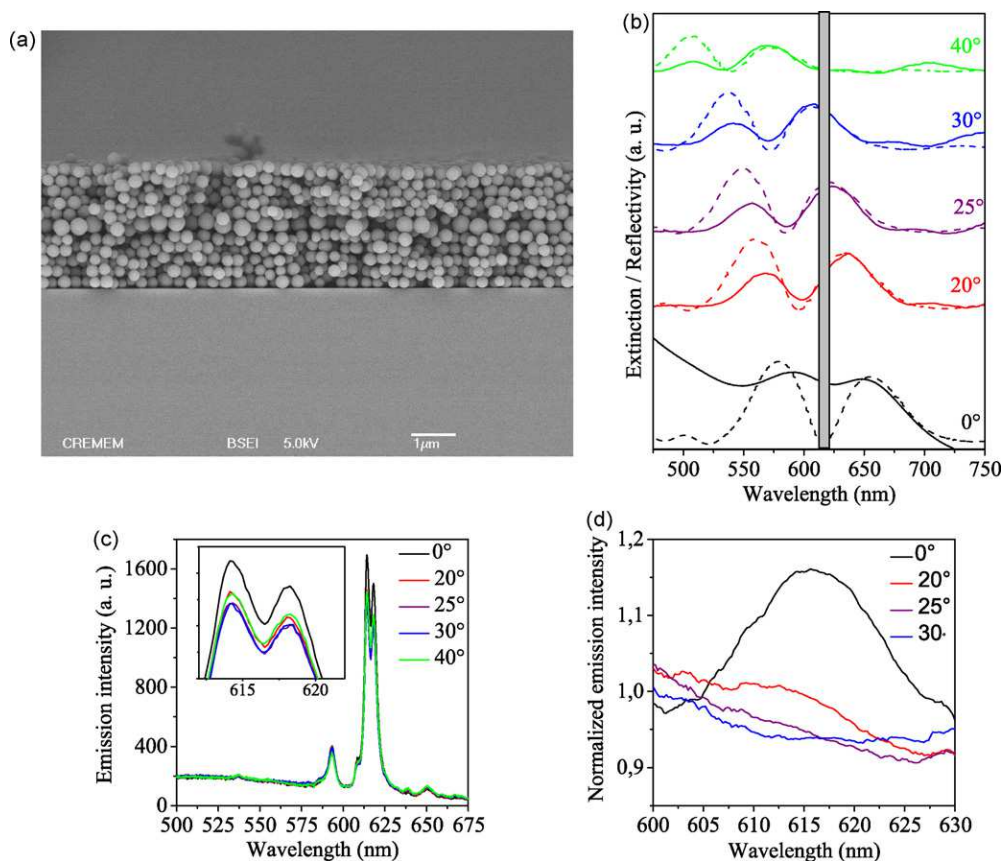 (a)
CREMEM BSEI 5.0kV 1µm
(b)
Extinction / Reflectivity (a. u.)
40°
30°
25°
20°
0°
500 550 600 650 700 750
Wavelength (nm)
(c)
Emission intensity (a. u.)
1600
1200
800
400
0
615 620
0°
20°
25°
30°
40°
500 525 550 575 600 625 650 675
Wavelength (nm)
(d)
Normalized emission intensity
1,2
1,1
1,0
0,9
0°
20°
25°
30·
600 605 610 615 620 625 630
Wavelength (nm)